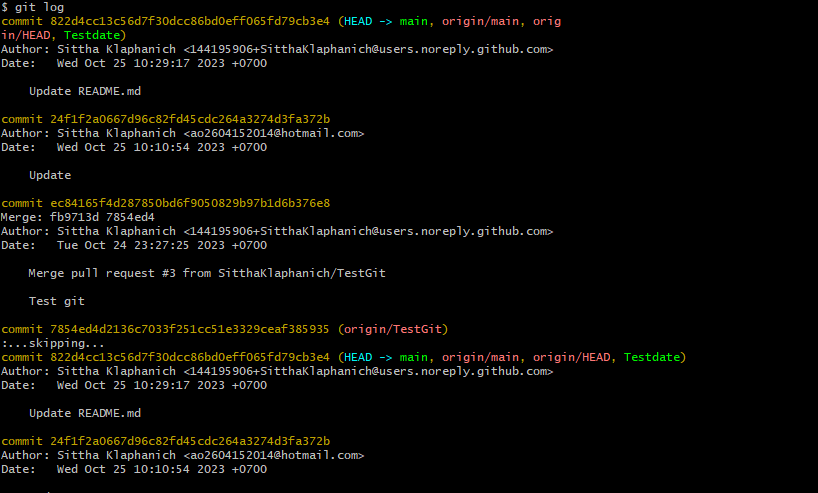 $ git log
commit 822d4cc13c56d7f30dcc86bd0eff065fd79cb3e4 (HEAD -> main, origin/main, orig
in/HEAD, Testdate)
Author: Sittha Klaphanich <144195906+SitthaKlaphanich@users.noreply.github.com>
Date:   Wed Oct 25 10:29:17 2023 +0700

    Update README.md

commit 24f1f2a0667d96c82fd45cdc264a3274d3fa372b
Author: Sittha Klaphanich <ao2604152014@hotmail.com>
Date:   Wed Oct 25 10:10:54 2023 +0700

    Update

commit ec84165f4d287850bd6f9050829b97b1d6b376e8
Merge: fb9713d 7854ed4
Author: Sittha Klaphanich <144195906+SitthaKlaphanich@users.noreply.github.com>
Date:   Tue Oct 24 23:27:25 2023 +0700

    Merge pull request #3 from SitthaKlaphanich/TestGit

    Test git

commit 7854ed4d2136c7033f251cc51e3329ceaf385935 (origin/TestGit)
:...skipping...
commit 822d4cc13c56d7f30dcc86bd0eff065fd79cb3e4 (HEAD -> main, origin/main, origin/HEAD, Testdate)
Author: Sittha Klaphanich <144195906+SitthaKlaphanich@users.noreply.github.com>
Date:   Wed Oct 25 10:29:17 2023 +0700

    Update README.md

commit 24f1f2a0667d96c82fd45cdc264a3274d3fa372b
Author: Sittha Klaphanich <ao2604152014@hotmail.com>
Date:   Wed Oct 25 10:10:54 2023 +0700